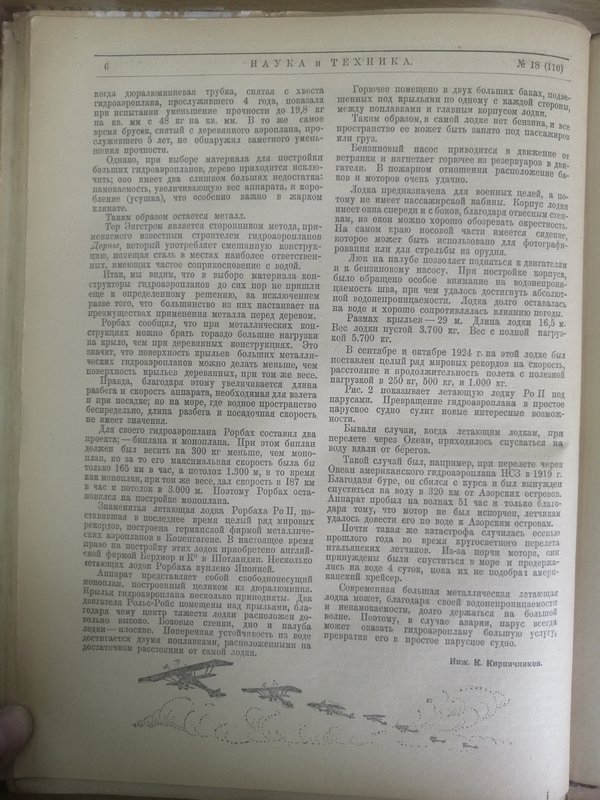 6
НАУКА и ТЕХНИКА.
№ 18 (110)
когда дюралюминиевая трубка, снятая с хвоста
гидроаэроплана, прослужившего 4 года, показала
при испытании уменьшение прочности до 19,8 кг
на кв. мм с 48 кг на кв. мм. В то же самое
время брусок, снятый с деревянного аэроплана, про-
служившего 5 лет, не обнаружил заметного умень-
шения прочности.
Однако, при выборе материала для постройки
больших гидроаэропланов, дерево приходится исклю-
чить; оно имеет два слишком больших недостатка:
намокаемость, увеличивающую вес аппарата, и короб-
ление (усушка), что особенно важно в жарком
климате.
Таким образом остается металл.
Тор Энгстром является сторонником метода, при-
меняемого известным строителем гидроаэропланов
Дорнье, который употребляет смешанную конструк-
цию, помещая сталь в местах наиболее ответствен-
ных, имеющих частое соприкосновение с водой.
Итак, мы видим, что в выборе материала кон-
струкции гидроаэропланов до сих пор не пришли
еще к определенному решению, за исключением
разве того, что большинство из них настаивает на
преимуществах применения металла перед деревом.
Рорбах сообщил, что при металлических кон-
струкциях можно брать гораздо большие нагрузки
на крыло, чем при деревянных конструкциях. Это
значит, что поверхность крыльев больших металли-
ческих гидроаэропланов можно делать меньше, чем
поверхность крыльев деревянных, при том же весе.
Правда, благодаря этому увеличивается длина
разбега и скорость аппарата, необходимая для взлета
и при посадке; но на море, где водное пространство
беспредельно, длина разбега и посадочная скорость
не имеет значения.
Для своего гидроаэроплана Рорбах составил два
проекта; — биплана и моноплана. При этом биплан
должен был весить на 300 кг меньше, чем моно-
план, но за то его максимальная скорость была бы
только 165 км в час, а потолок 1.300 м, в то время
как моноплан, при том же весе, дал скорость в 187 км
в час и потолок в 3.000 м. Поэтому Рорбах оста-
новился на постройке моноплана.
Знаменитая летающая лодка Рорбаха Ро II, по-
ставившая в последнее время целый ряд мировых
рекордов, построена германской фирмой металличе-
ских аэропланов в Копенгагене. В настоящее время
право на постройку этих лодок приобретено англий-
ской фирмой Бердмор и К° в Шотландии. Несколько
летающих лодок Рорбаха куплено Японией.
Аппарат представляет собой свободнонесущий
моноплан, построенный целиком из дюралюмина.
Крылья гидроаэроплана несколько приподняты. Два
двигателя Рольс-Ройс помещены над крыльями, бла-
годаря чему центр тяжести лодки расположен до-
вольно высоко. Боковые стенки, дно и палуба
лодки — плоские. Поперечная устойчивость на воде
достигается двумя поплавками, расположенными на
достаточном расстоянии от самой лодки.
Горючее помещено в двух больших баках, подве-
шенных под крыльями по одному с каждой стороны,
между поплавками и главным корпусом лодки.
Таким образом, в самой лодке нет бензина, и все
пространство ее может быть занято под пассажиров
или груз.
Бензиновый насос приводится в движение от
ветрянки и нагнетает горючее из резервуаров в дви-
гатели. В пожарном отношении расположение ба-
ков и моторов очень удачно.
Лодка предназначена для военных целей, а по-
тому не имеет пассажирской кабины. Корпус лодки
имеет окна спереди и с боков, благодаря отвесным стен-
кам, из окон можно хорошо обозревать окрестность.
На самом краю носовой части имеется сидение,
которое может быть использовано для фотографи-
рования или для стрельбы из орудия.
Люк на палубе позволяет подняться к двигателям
и к бензиновому насосу. При постройке корпуса,
было обращено особое внимание на водонепрони-
цаемость шва, при чем удалось достигнуть абсолют-
ной водонепроницаемости. Лодка долго оставалась
на воде и хорошо сопротивлялась влиянию погоды.
Размах крыльев — 29 м. Длина лодки 16,5 м.
Вес лодки пустой 3.700 кг. Вес с полной нагруз-
кой 5.700 кг.
В сентябре и октябре 1924 г. на этой лодке был
поставлен целый ряд мировых рекордов на скорость,
расстояние и продолжительность полета с полезной
нагрузкой в 250 кг, 500 кг, и 1.000 кг.
Рис. 2 показывает летающую лодку Ро II под
парусами. Превращение гидроаэроплана в простое
парусное судно сулит новые интересные возмож-
ности.
Бывали случаи, когда летающим лодкам, при
перелете через Океан, приходилось спускаться на
воду вдали от берегов.
Такой случай был, например, при перелете через
Океан американского гидроаэроплана НСЗ в 1919 г.
Благодаря буре, он сбился с курса и был вынужден
спуститься на воду в 320 км от Азорских островов.
Аппарат пробыл на волнах 51 час и только благо-
даря тому, что мотор не был испорчен, летчикам
удалось довести его по воде к Азорским островам.
Почти такая же катастрофа случилась осенью
прошлого года во время кругосветного перелета
итальянских летчиков. Из-за порчи мотора, они
принуждены были спуститься в море и продержа-
лись на воде 4 суток, пока их не подобрал амери-
канский крейсер.
Современная большая металлическая летающая
лодка может, благодаря своей водонепроницаемости
и ненамокаемости, долго держаться на большой
волне. Поэтому, в случае аварии, парус всегда
может оказать гидроаэроплану большую услугу,
превратив его в простое парусное судно.
Инж. К. Кирпичников.